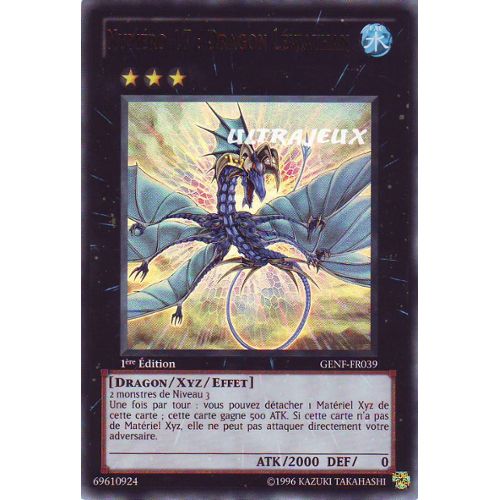 Numéro 17 : Dragon Léviathan
EAU
水
ULTRAJEUX
1ère Édition
GENF-FR039
[Dragon/Xyz/Effet]
2 monstres de Niveau 3
Une fois par tour : vous pouvez détacher 1 Matériel Xyz de
cette carte ; cette carte gagne 500 ATK. Si cette carte n'a pas
de Matériel Xyz, elle ne peut pas attaquer directement votre
adversaire.
ATK/2000 DEF/ 0
69610924
©1996 KAZUKI TAKAHASHI